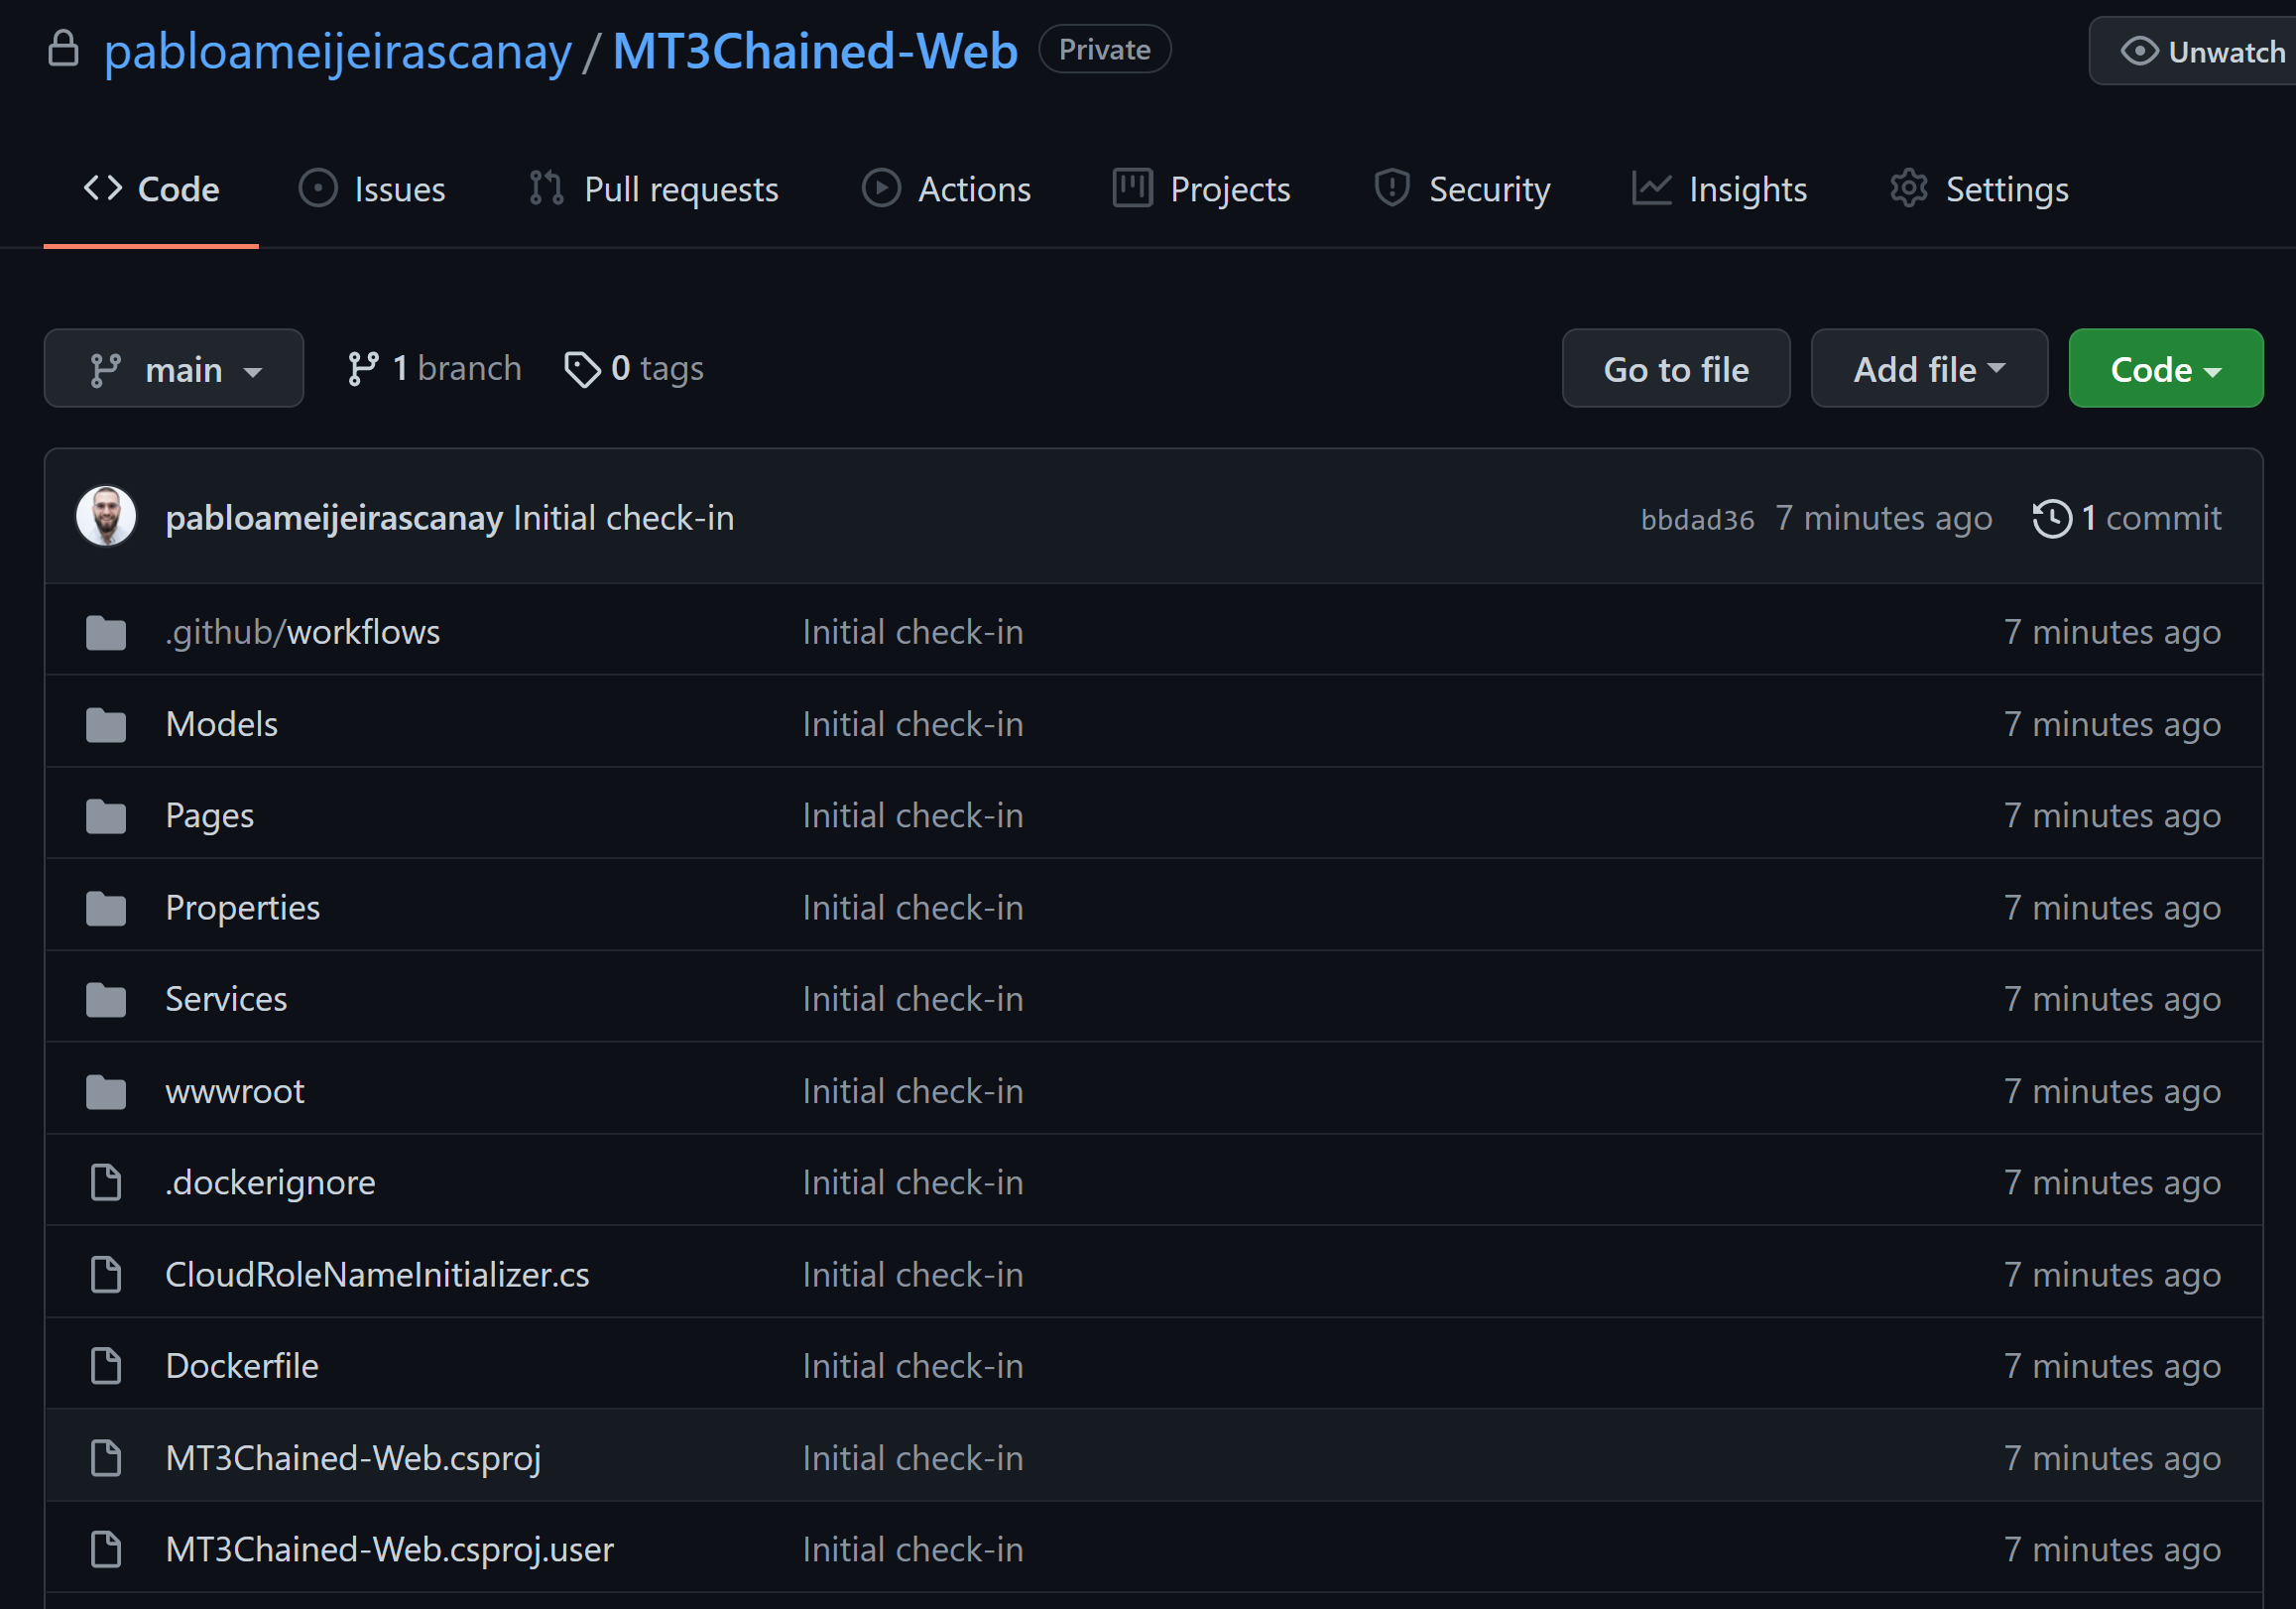 pabloameijeirascanay / MT3Chained-Web Private Unwatch
Code Issues Pull requests Actions Projects Security Insights Settings
main 1 branch 0 tags Go to file Add file Code
pabloameijeirascanay Initial check-in bbdad36 7 minutes ago 1 commit
.github/workflows Initial check-in 7 minutes ago
Models Initial check-in 7 minutes ago
Pages Initial check-in 7 minutes ago
Properties Initial check-in 7 minutes ago
Services Initial check-in 7 minutes ago
wwwroot Initial check-in 7 minutes ago
.dockerignore Initial check-in 7 minutes ago
CloudRoleNameInitializer.cs Initial check-in 7 minutes ago
Dockerfile Initial check-in 7 minutes ago
MT3Chained-Web.csproj Initial check-in 7 minutes ago
MT3Chained-Web.csproj.user Initial check-in 7 minutes ago